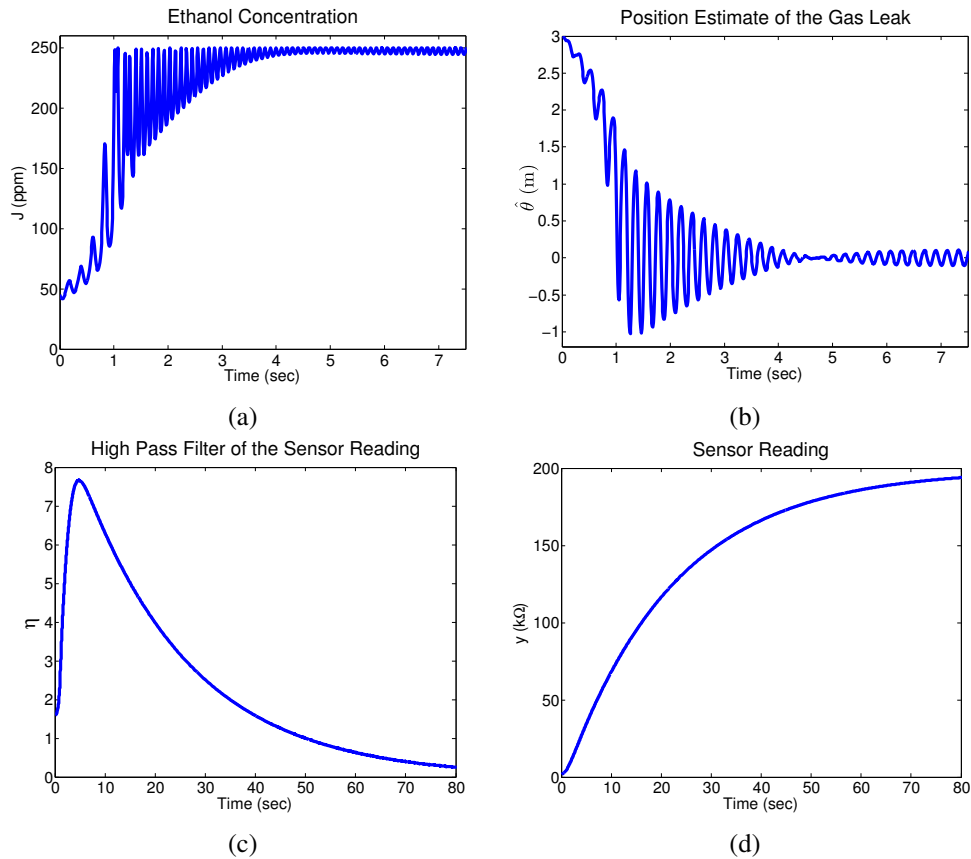 Ethanol Concentration
250
200
150
100
50
0
J (ppm)
0 1 2 3 4 5 6 7
Time (sec)
(a)
Position Estimate of the Gas Leak
3
2.5
2
1.5
1
0.5
0
−0.5
−1
θ̂ (m)
0 1 2 3 4 5 6 7
Time (sec)
(b)
High Pass Filter of the Sensor Reading
8
7
6
5
4
3
2
1
0
η
0 10 20 30 40 50 60 70 80
Time (sec)
(c)
Sensor Reading
200
150
100
50
0
y (kΩ)
0 10 20 30 40 50 60 70 80
Time (sec)
(d)